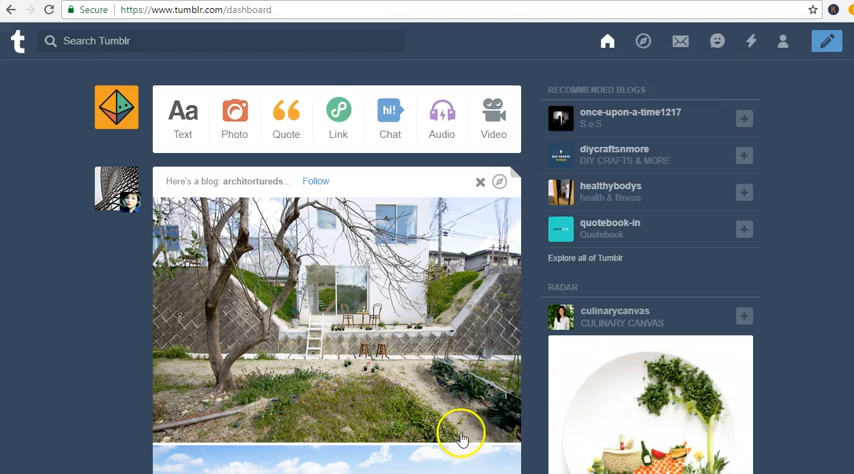 Secure https://www.tumblr.com/dashboard
t
Search Tumblr
Aa
hi!
Text
Photo
Quote
Link
Chat
Audio
Video
Here's a blog: architortureds... Follow
RECOMMENDED BLOGS
once-upon-a-time1217
S.o.S
diycraftsnmore
DIY CRAFTS & MORE
healthybodys
health & fitness
quotebook-in
Quotebook
Explore all of Tumblr
RADAR
culinarycanvas
CULINARY CANVAS